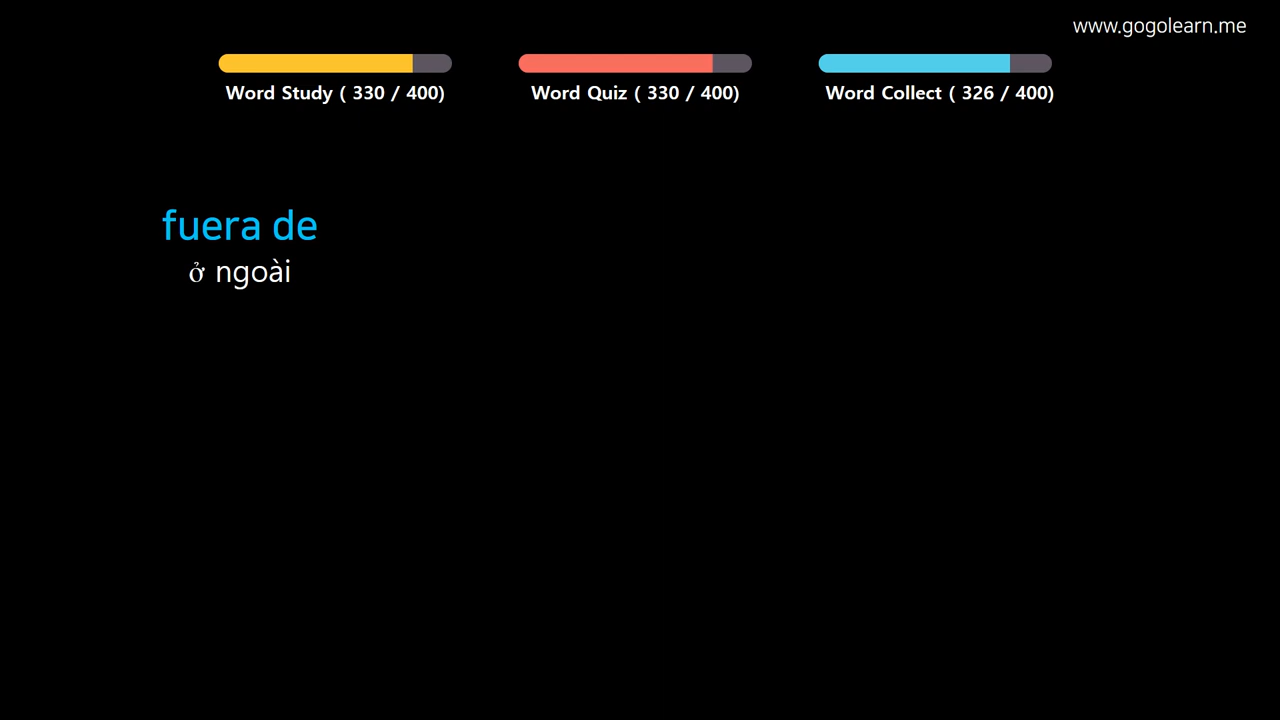 www.gogolearn.me
Word Study ( 330 / 400)
Word Quiz ( 330 / 400)
Word Collect ( 326 / 400)
fuera de
ở ngoài